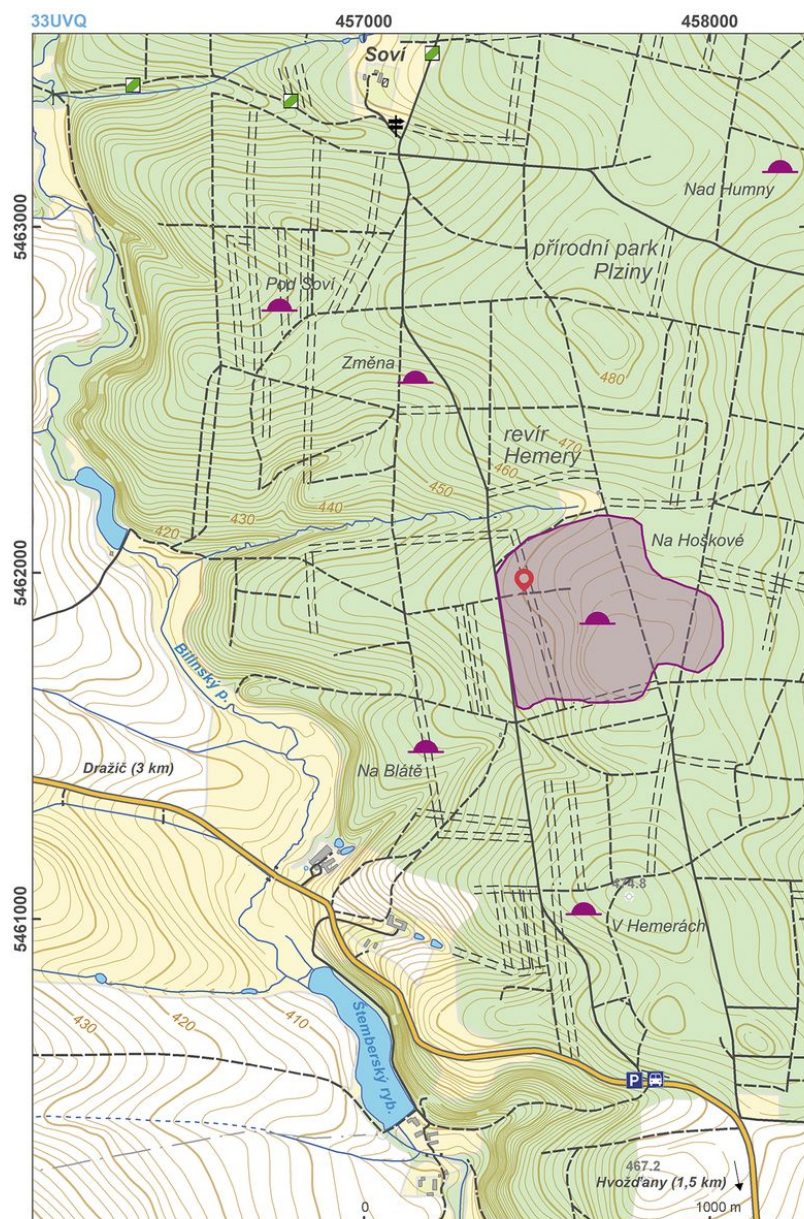 33UVQ
457000
458000
Soví
Nad Humny
5463000
přírodní park
Plziny
Pod Soví
Změna
480
revír
Hemery
470
460
450
440
430
420
Na Hoškově
5462000
Bilinský p.
Dražíč (3 km)
Na Blátě
474.8
5461000
V Hemerách
430
420
410
Štemberský ryb.
P
467.2
Hvožďany (1,5 km)
0
1000 m